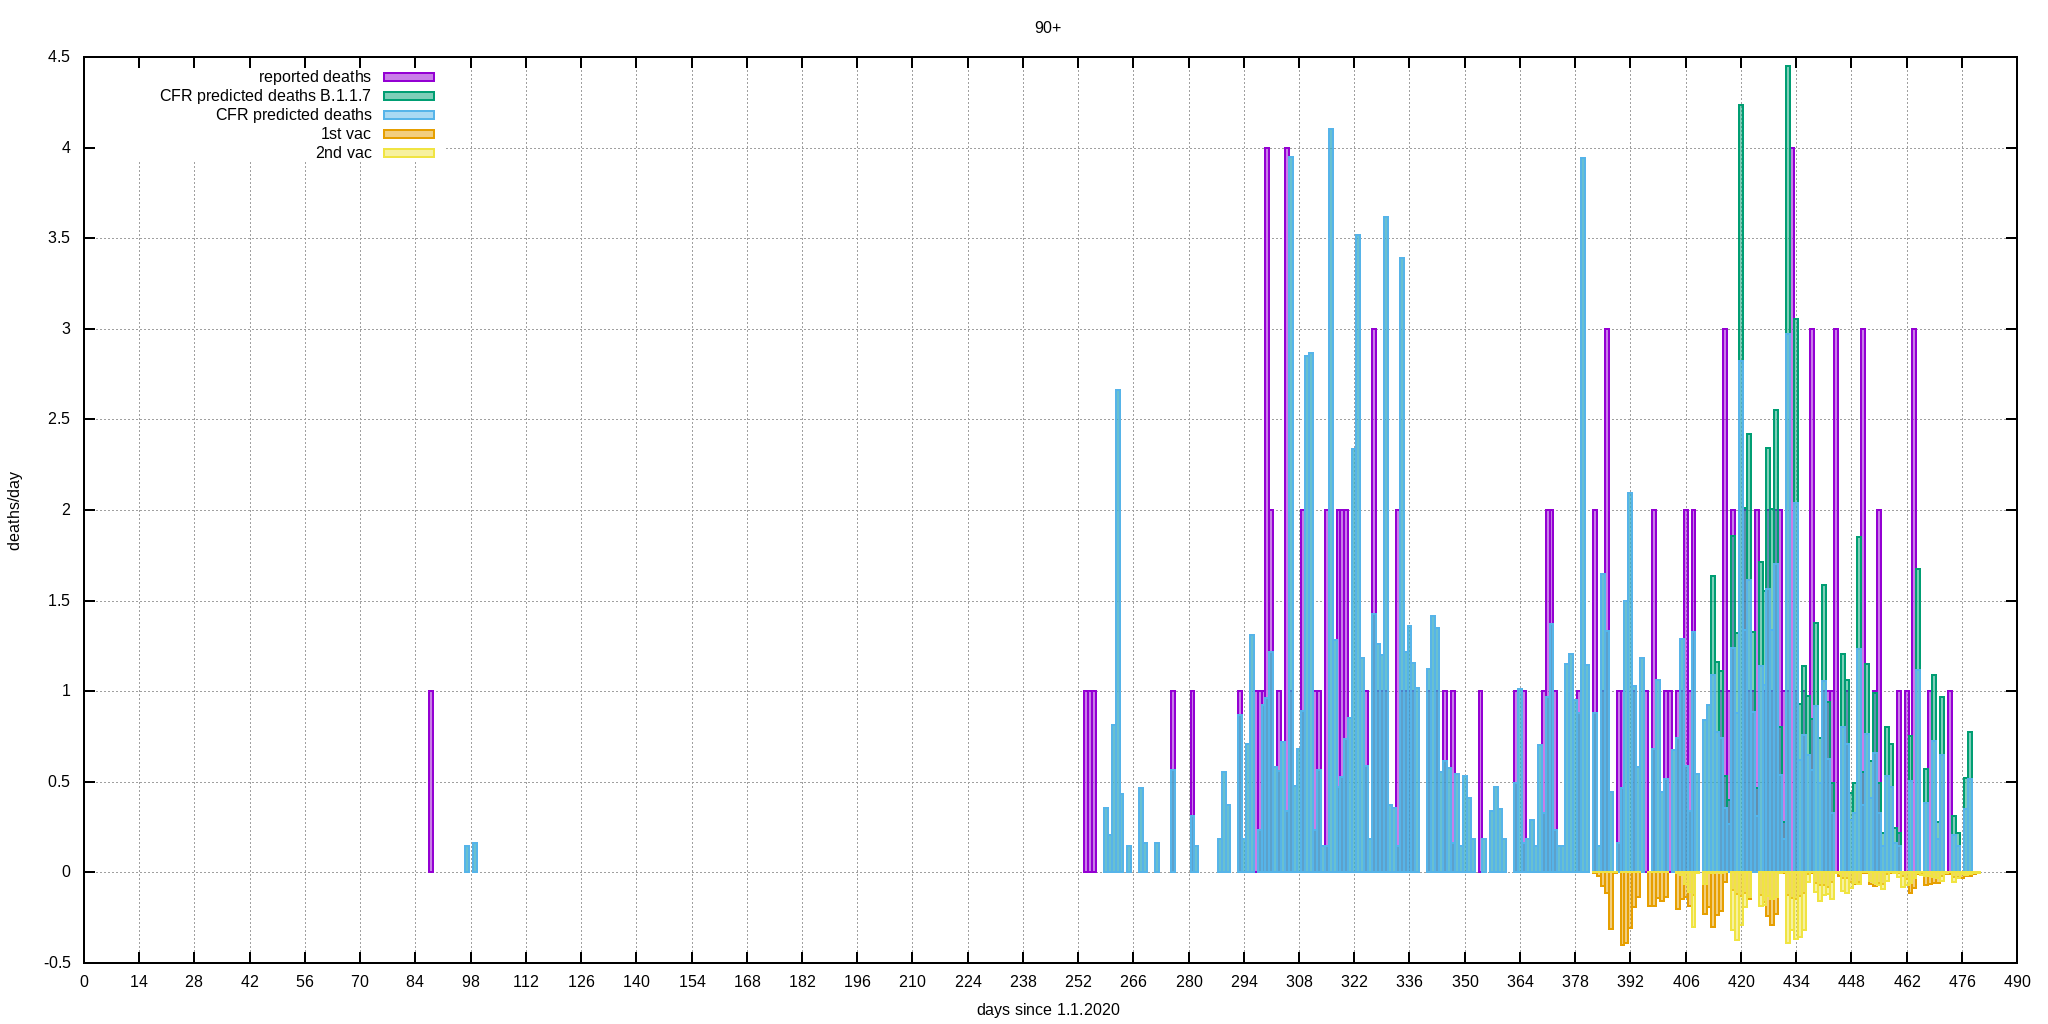 90+
4.5
4
3.5
3
2.5
2
1.5
1
0.5
0
-0.5
deaths/day
reported deaths
CFR predicted deaths B.1.1.7
CFR predicted deaths
1st vac
2nd vac
0 14 28 42 56 70 84 98 112 126 140 154 168 182 196 210 224 238 252 266 280 294 308 322 336 350 364 378 392 406 420 434 448 462 476 490
days since 1.1.2020